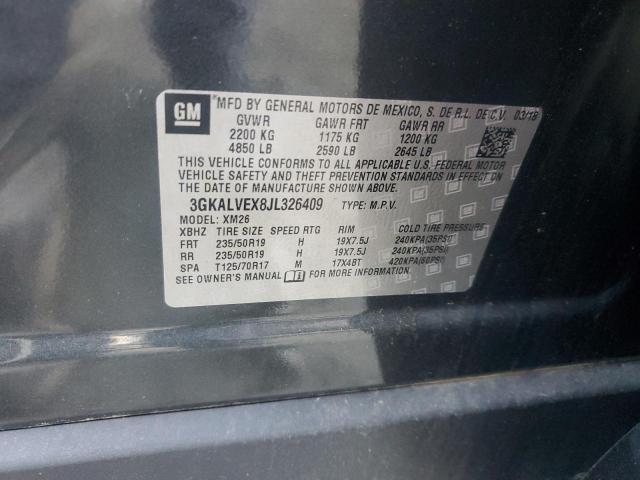 GM
*MFD BY GENERAL MOTORS DE MEXICO, S. DE R.L. DE C.V. 03/18
GVWR GAWR FRT GAWR RR
2200 KG 1175 KG 1200 KG
4850 LB 2590 LB 2645 LB
THIS VEHICLE CONFORMS TO ALL APPLICABLE U.S. FEDERAL MOTOR
VEHICLE SAFETY AND THEFT PREVENTION STANDARDS IN EFFECT ON
THE DATE OF MANUFACTURE SHOWN ABOVE.
3GKALVEX8JL326409 TYPE: M.P.V.
MODEL: XM26
XBHZ TIRE SIZE SPEED RTG RIM COLD TIRE PRESSURE
FRT 235/50R19 H 19X7.5J 240KPA(35PSI)
RR 235/50R19 H 19X7.5J 240KPA(35PSI)
SPA T125/70R17 M 17X4BT 420KPA(60PSI)
SEE OWNER'S MANUAL FOR MORE INFORMATION.